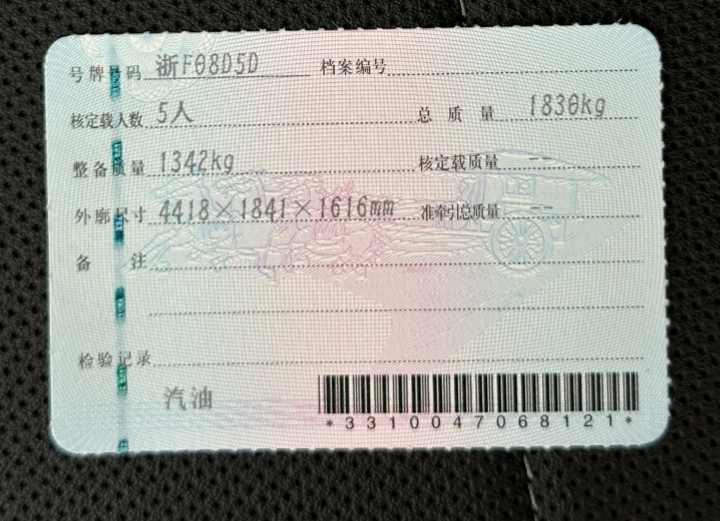 号牌号码 浙F08D5D 档案编号
核定载人数 5人 总质量 1830kg
整备质量 1342kg 核定载质量 --
外廓尺寸 4418×1841×1616mm 准牵引总质量 --
备注
检验记录
汽油
*3310047068121*